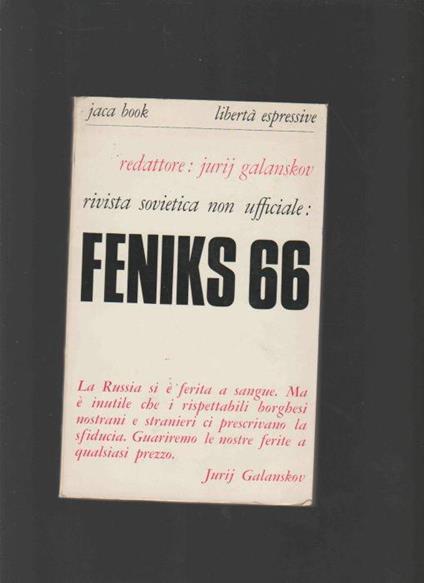 jaca book libertà espressive
redattore: jurij galanskov
rivista sovietica non ufficiale:
FENIKS 66
La Russia si è ferita a sangue. Ma
è inutile che i rispettabili borghesi
nostrani e stranieri ci prescrivano la
sfiducia. Guariremo le nostre ferite a
qualsiasi prezzo.
Jurij Galanskov